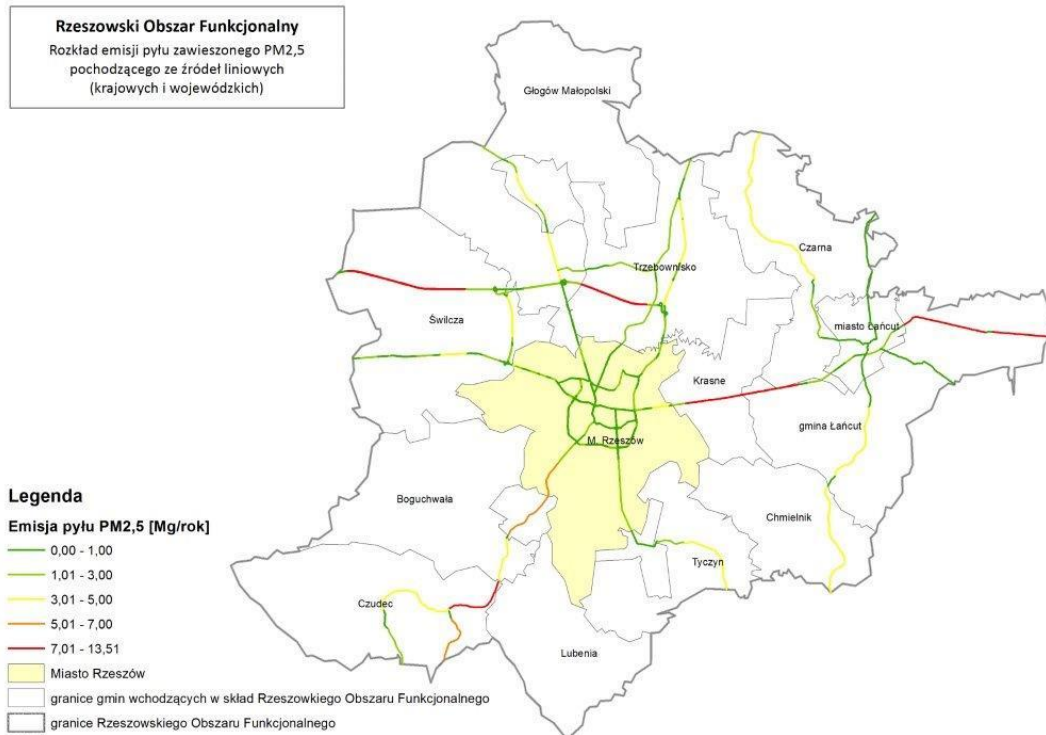 Rzeszowski Obszar Funkcjonalny
Rozkład emisji pyłu zawieszonego PM2,5
pochodzącego ze źródeł liniowych
(krajowych i wojewódzkich)
Głogów Małopolski
Czarna
Trzebownisko
Świlcza
miasto Łańcut
Krasne
gmina Łańcut
M. Rzeszów
Boguchwała
Chmielnik
Tyczyn
Czudec
Lubenia
Legenda
Emisja pyłu PM2,5 [Mg/rok]
0,00 - 1,00
1,01 - 3,00
3,01 - 5,00
5,01 - 7,00
7,01 - 13,51
Miasto Rzeszów
granice gmin wchodzących w skład Rzeszowkiego Obszaru Funkcjonalnego
granice Rzeszowskiego Obszaru Funkcjonalnego